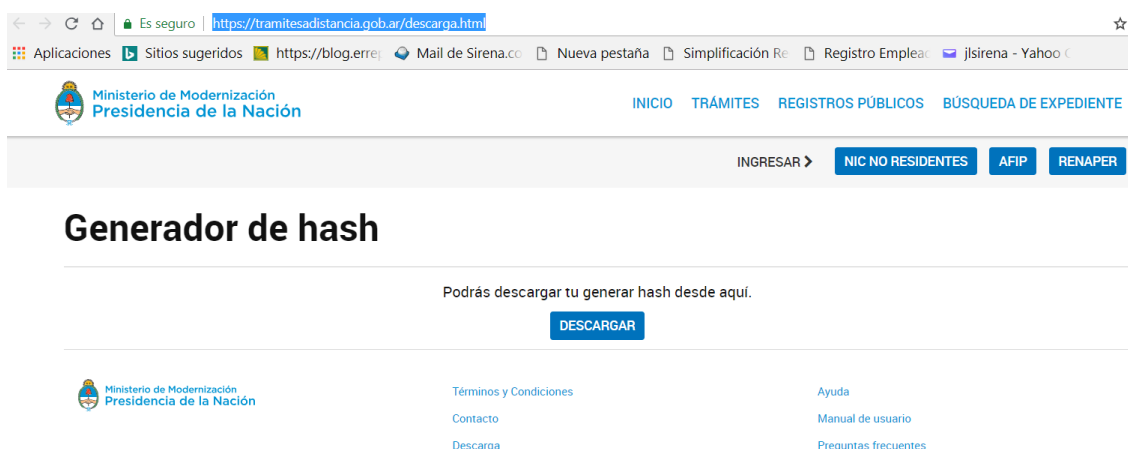 Es seguro | https://tramitesadistancia.gob.ar/descarga.html
Aplicaciones Sitios sugeridos https://blog.errep Mail de Sirena.co Nueva pestaña Simplificación Re Registro Emplead jlsirena - Yahoo
Ministerio de Modernización
Presidencia de la Nación
INICIO TRÁMITES REGISTROS PÚBLICOS BÚSQUEDA DE EXPEDIENTE
INGRESAR NIC NO RESIDENTES AFIP RENAPER
Generador de hash
Podrás descargar tu generar hash desde aquí.
DESCARGAR
Ministerio de Modernización
Presidencia de la Nación
Términos y Condiciones
Contacto
Descarga
Ayuda
Manual de usuario
Preguntas frecuentes